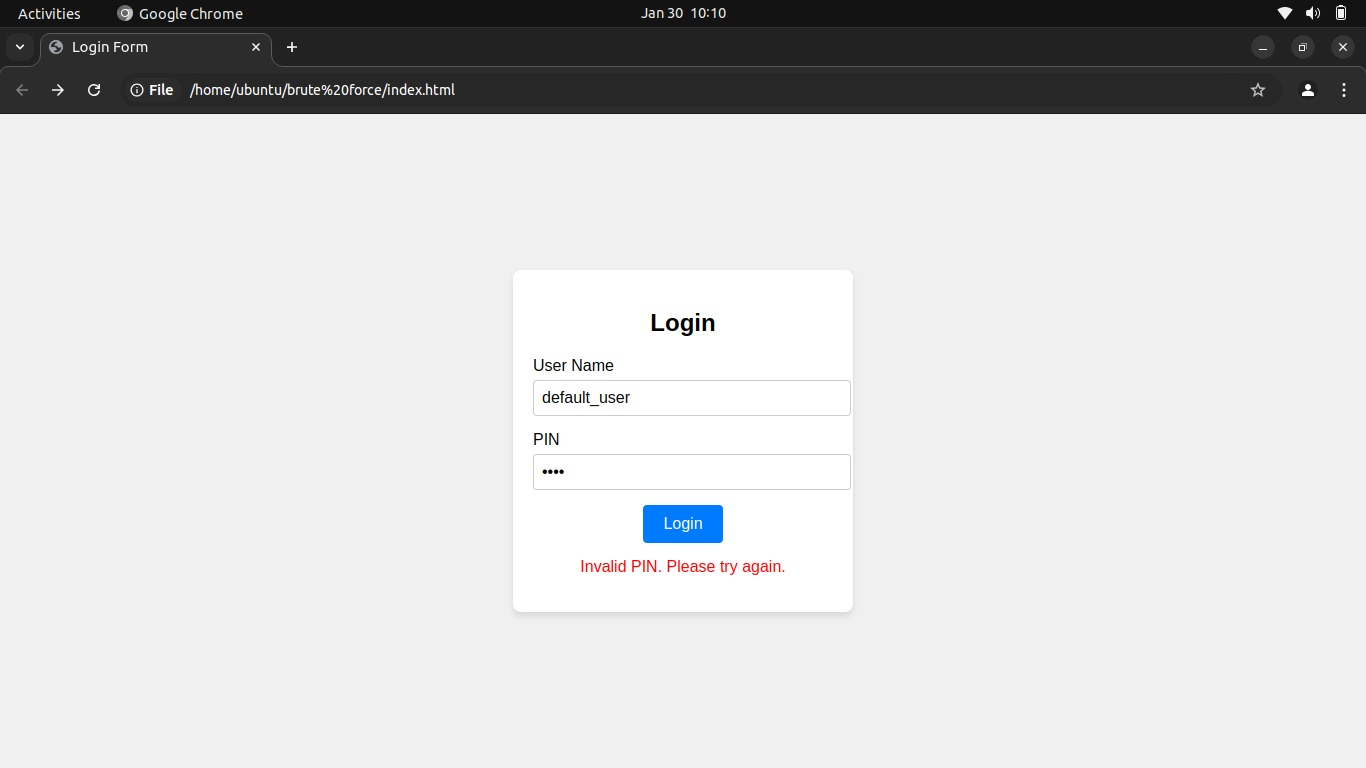 Activities
Google Chrome
Jan 30 10:10
Login Form
File
/home/ubuntu/brute%20force/index.html
Login
User Name
default_user
PIN
••••
Login
Invalid PIN. Please try again.